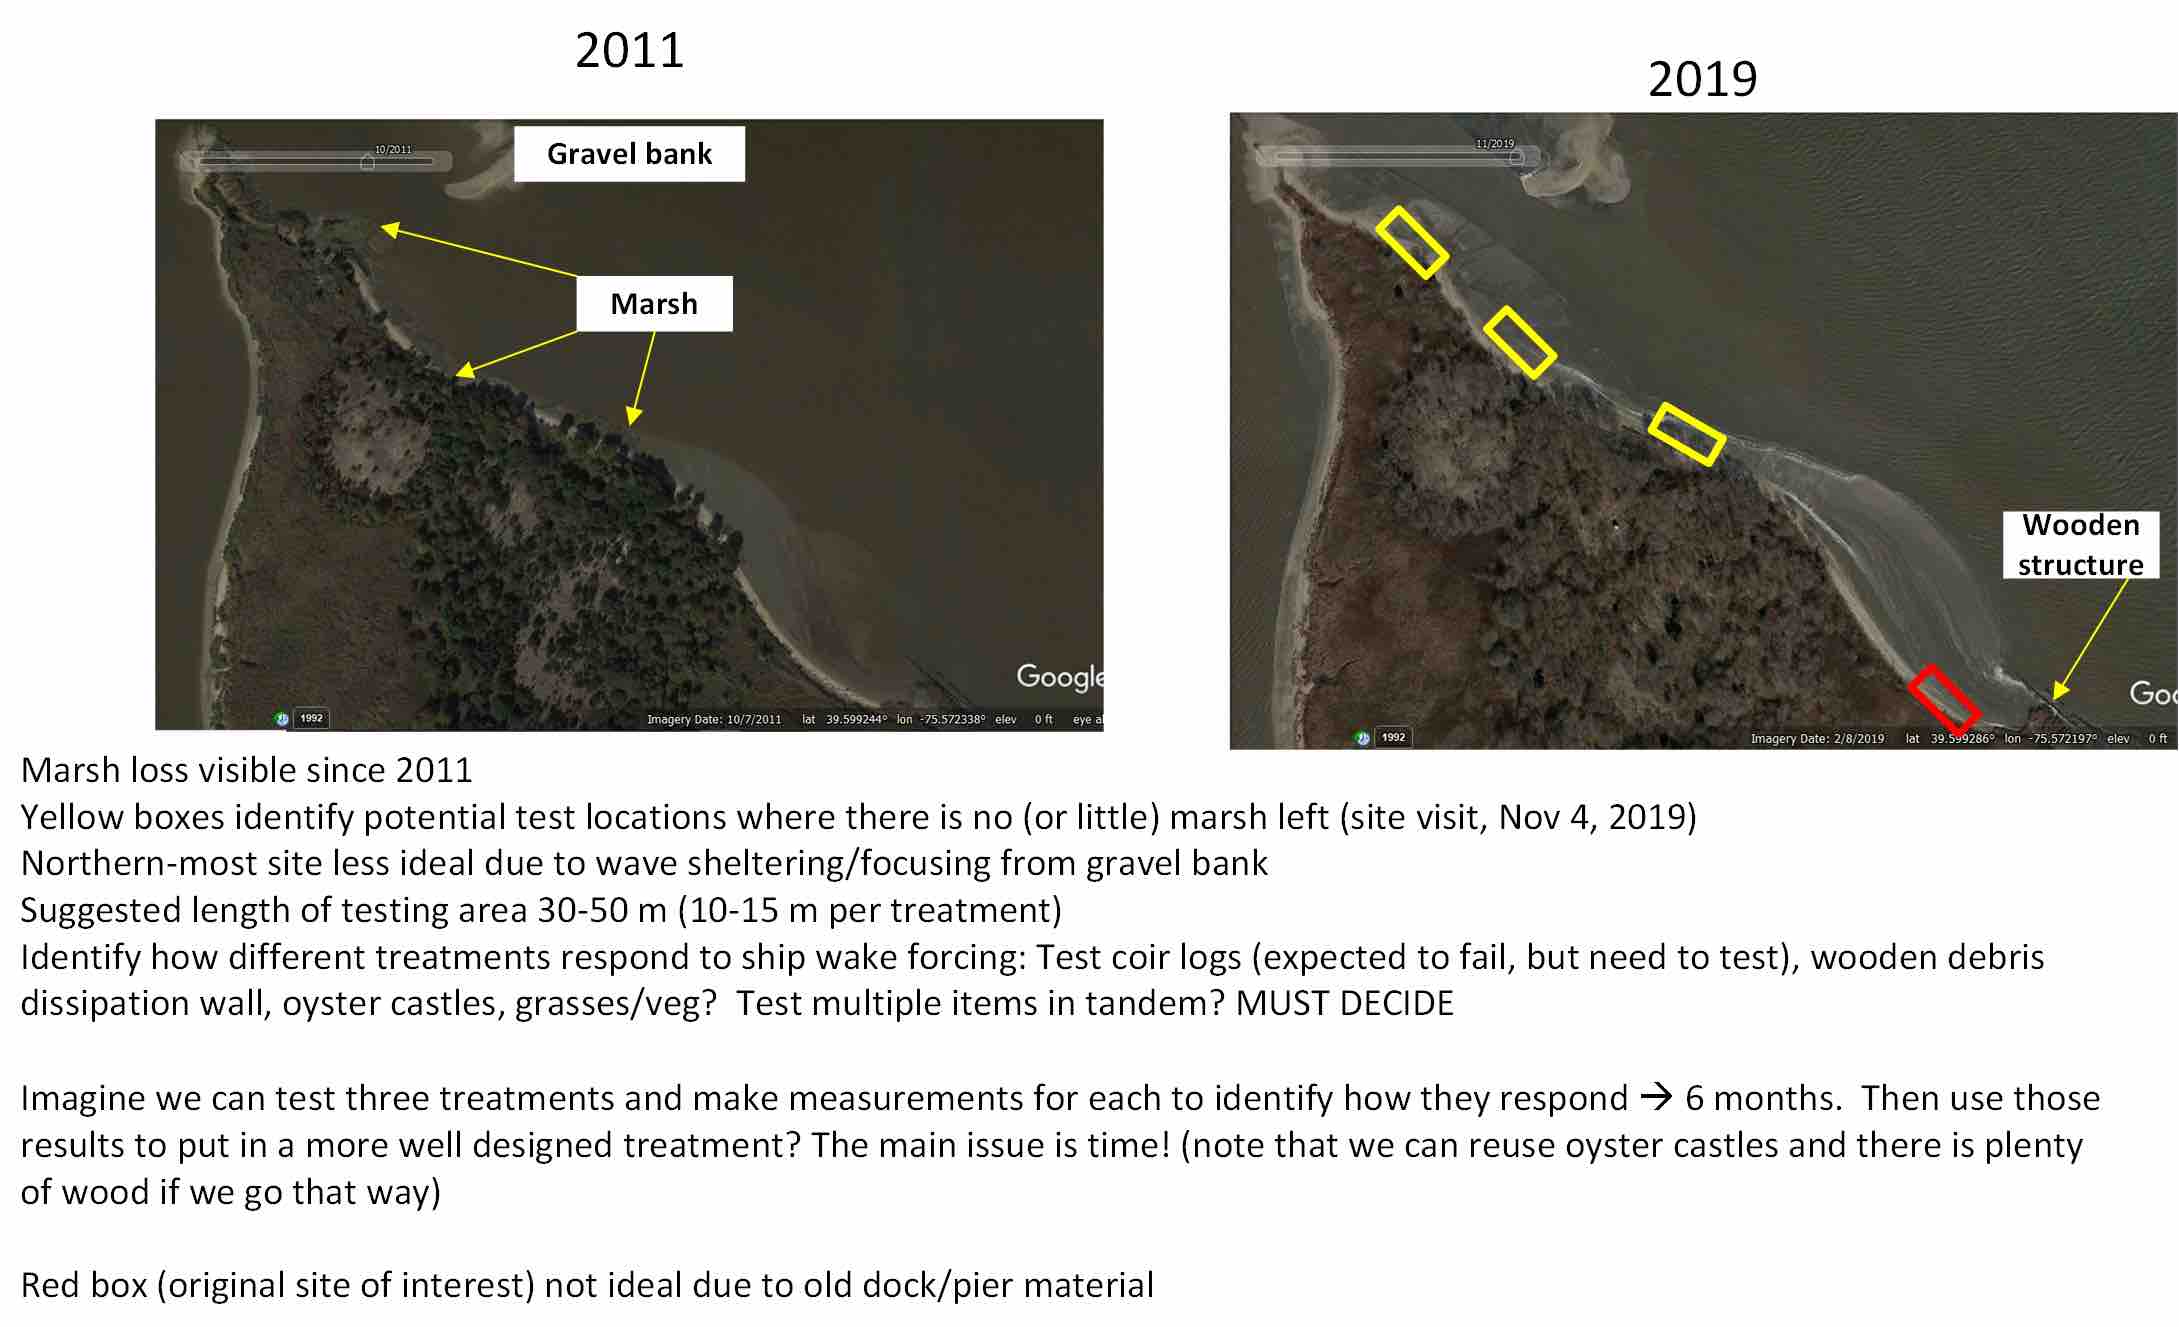 2011
2019
10/2011
Gravel bank
Marsh
Google
1992
Imagery Date: 10/7/2011 lat 39.599244° lon -75.572338° elev 0 ft eye al
11/2019
Wooden
structure
Goo
1992
Imagery Date: 2/8/2019 lat 39.599286° lon -75.572197° elev 0 ft
Marsh loss visible since 2011
Yellow boxes identify potential test locations where there is no (or little) marsh left (site visit, Nov 4, 2019)
Northern-most site less ideal due to wave sheltering/focusing from gravel bank
Suggested length of testing area 30-50 m (10-15 m per treatment)
Identify how different treatments respond to ship wake forcing: Test coir logs (expected to fail, but need to test), wooden debris
dissipation wall, oyster castles, grasses/veg? Test multiple items in tandem? MUST DECIDE
Imagine we can test three treatments and make measurements for each to identify how they respond → 6 months. Then use those
results to put in a more well designed treatment? The main issue is time! (note that we can reuse oyster castles and there is plenty
of wood if we go that way)
Red box (original site of interest) not ideal due to old dock/pier material